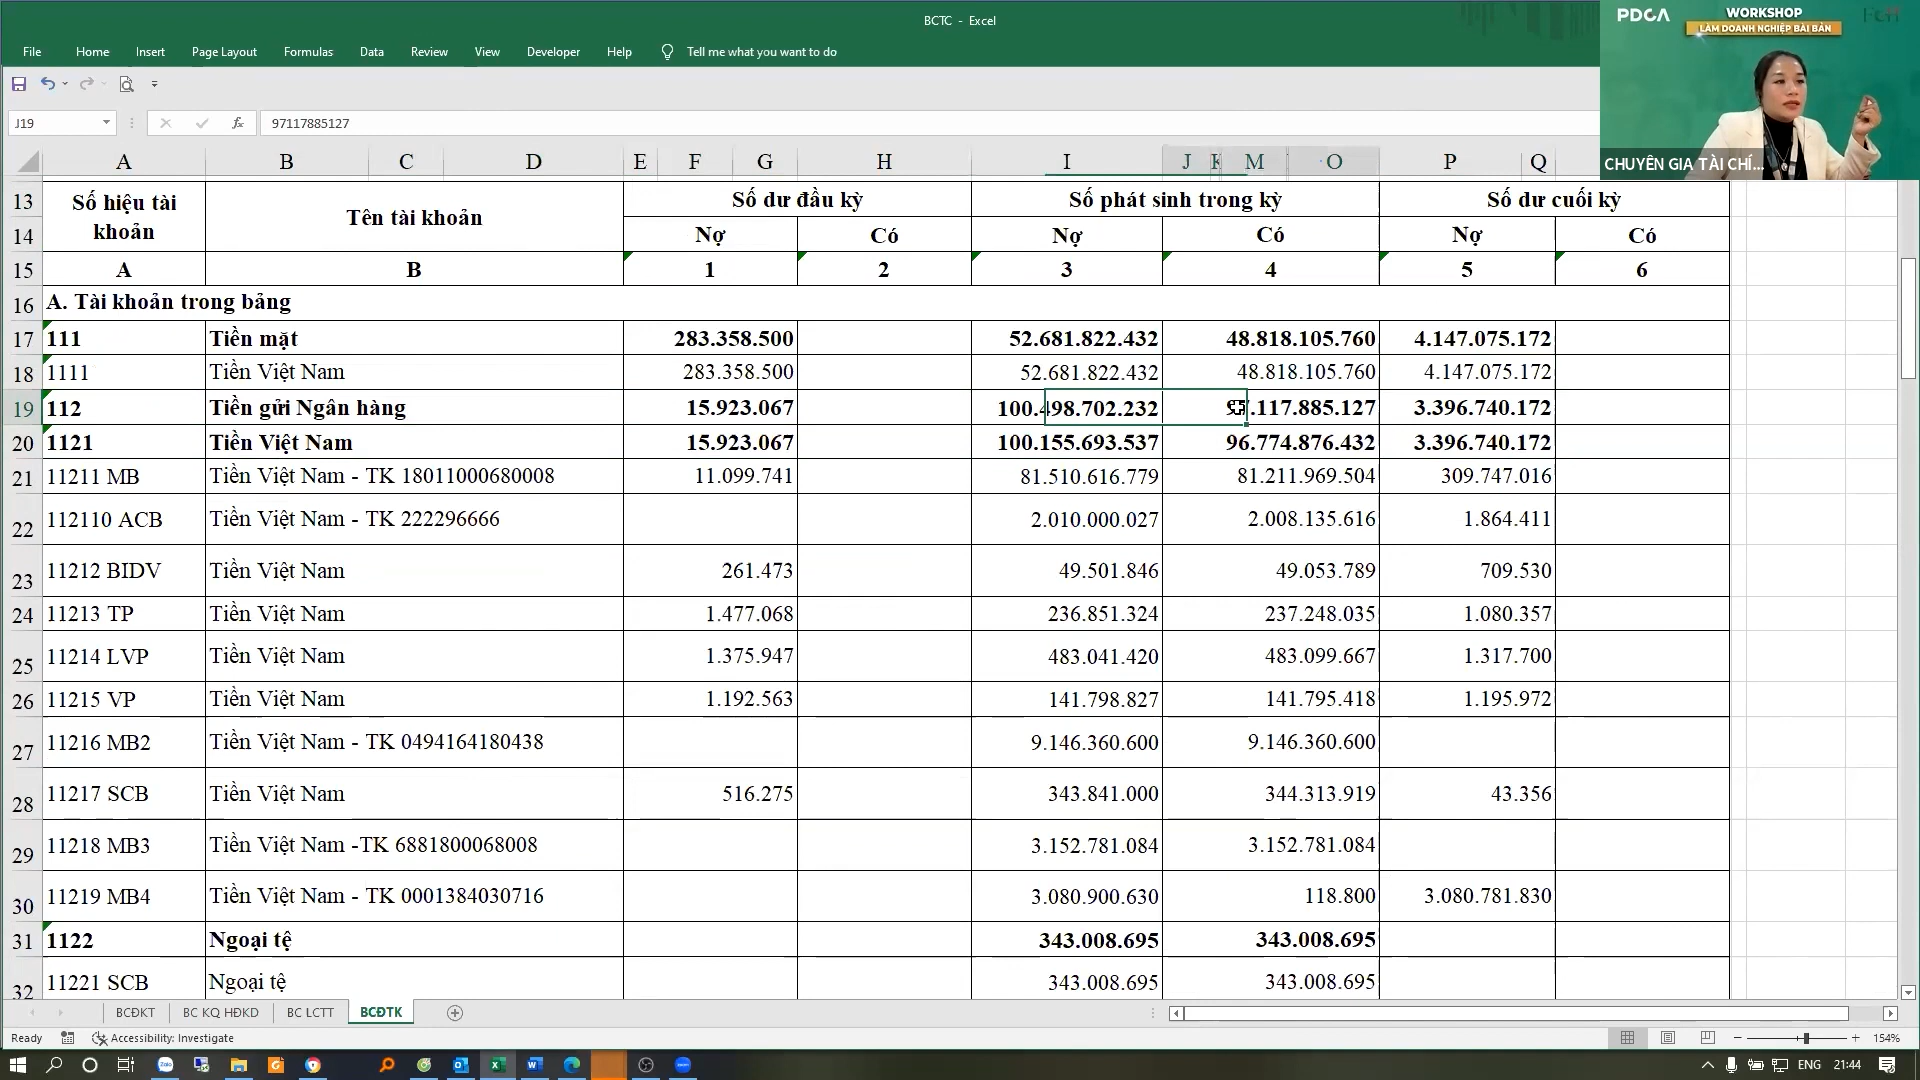 BCTC - Excel
PDCA
WORKSHOP
LÀM DOANH NGHIỆP BÀI BẢN
CHUYÊN GIA TÀI CHÍ...
File Home Insert Page Layout Formulas Data Review View Developer Help Tell me what you want to do
J19 fx 97117885127
A B C D E F G H I J K M O P Q
13 Số hiệu tài khoản Tên tài khoản Số dư đầu kỳ Số phát sinh trong kỳ Số dư cuối kỳ
14 Nợ Có Nợ Có Nợ Có
15 A B 1 2 3 4 5 6
16 A. Tài khoản trong bảng
17 111 Tiền mặt 283.358.500 52.681.822.432 48.818.105.760 4.147.075.172
18 1111 Tiền Việt Nam 283.358.500 52.681.822.432 48.818.105.760 4.147.075.172
19 112 Tiền gửi Ngân hàng 15.923.067 100.498.702.232 97.117.885.127 3.396.740.172
20 1121 Tiền Việt Nam 15.923.067 100.155.693.537 96.774.876.432 3.396.740.172
21 11211 MB Tiền Việt Nam - TK 18011000680008 11.099.741 81.510.616.779 81.211.969.504 309.747.016
22 112110 ACB Tiền Việt Nam - TK 222296666 2.010.000.027 2.008.135.616 1.864.411
23 11212 BIDV Tiền Việt Nam 261.473 49.501.846 49.053.789 709.530
24 11213 TP Tiền Việt Nam 1.477.068 236.851.324 237.248.035 1.080.357
25 11214 LVP Tiền Việt Nam 1.375.947 483.041.420 483.099.667 1.317.700
26 11215 VP Tiền Việt Nam 1.192.563 141.798.827 141.795.418 1.195.972
27 11216 MB2 Tiền Việt Nam - TK 0494164180438 9.146.360.600 9.146.360.600
28 11217 SCB Tiền Việt Nam 516.275 343.841.000 344.313.919 43.356
29 11218 MB3 Tiền Việt Nam -TK 6881800068008 3.152.781.084 3.152.781.084
30 11219 MB4 Tiền Việt Nam - TK 0001384030716 3.080.900.630 118.800 3.080.781.830
31 1122 Ngoại tệ 343.008.695 343.008.695
32 11221 SCB Ngoại tệ 343.008.695 343.008.695
BCĐKT BC KQ HĐKD BC LCTT BCĐTK
Ready Accessibility: Investigate 154%
ENG 21:44